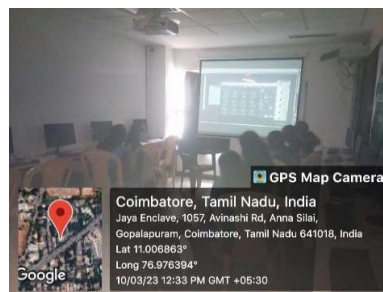 GPS Map Camera
Coimbatore, Tamil Nadu, India
Jaya Enclave, 1057, Avinashi Rd, Anna Silai,
Gopalapuram, Coimbatore, Tamil Nadu 641018, India
Lat 11.006863°
Long 76.976394°
10/03/23 12:33 PM GMT +05:30
Google